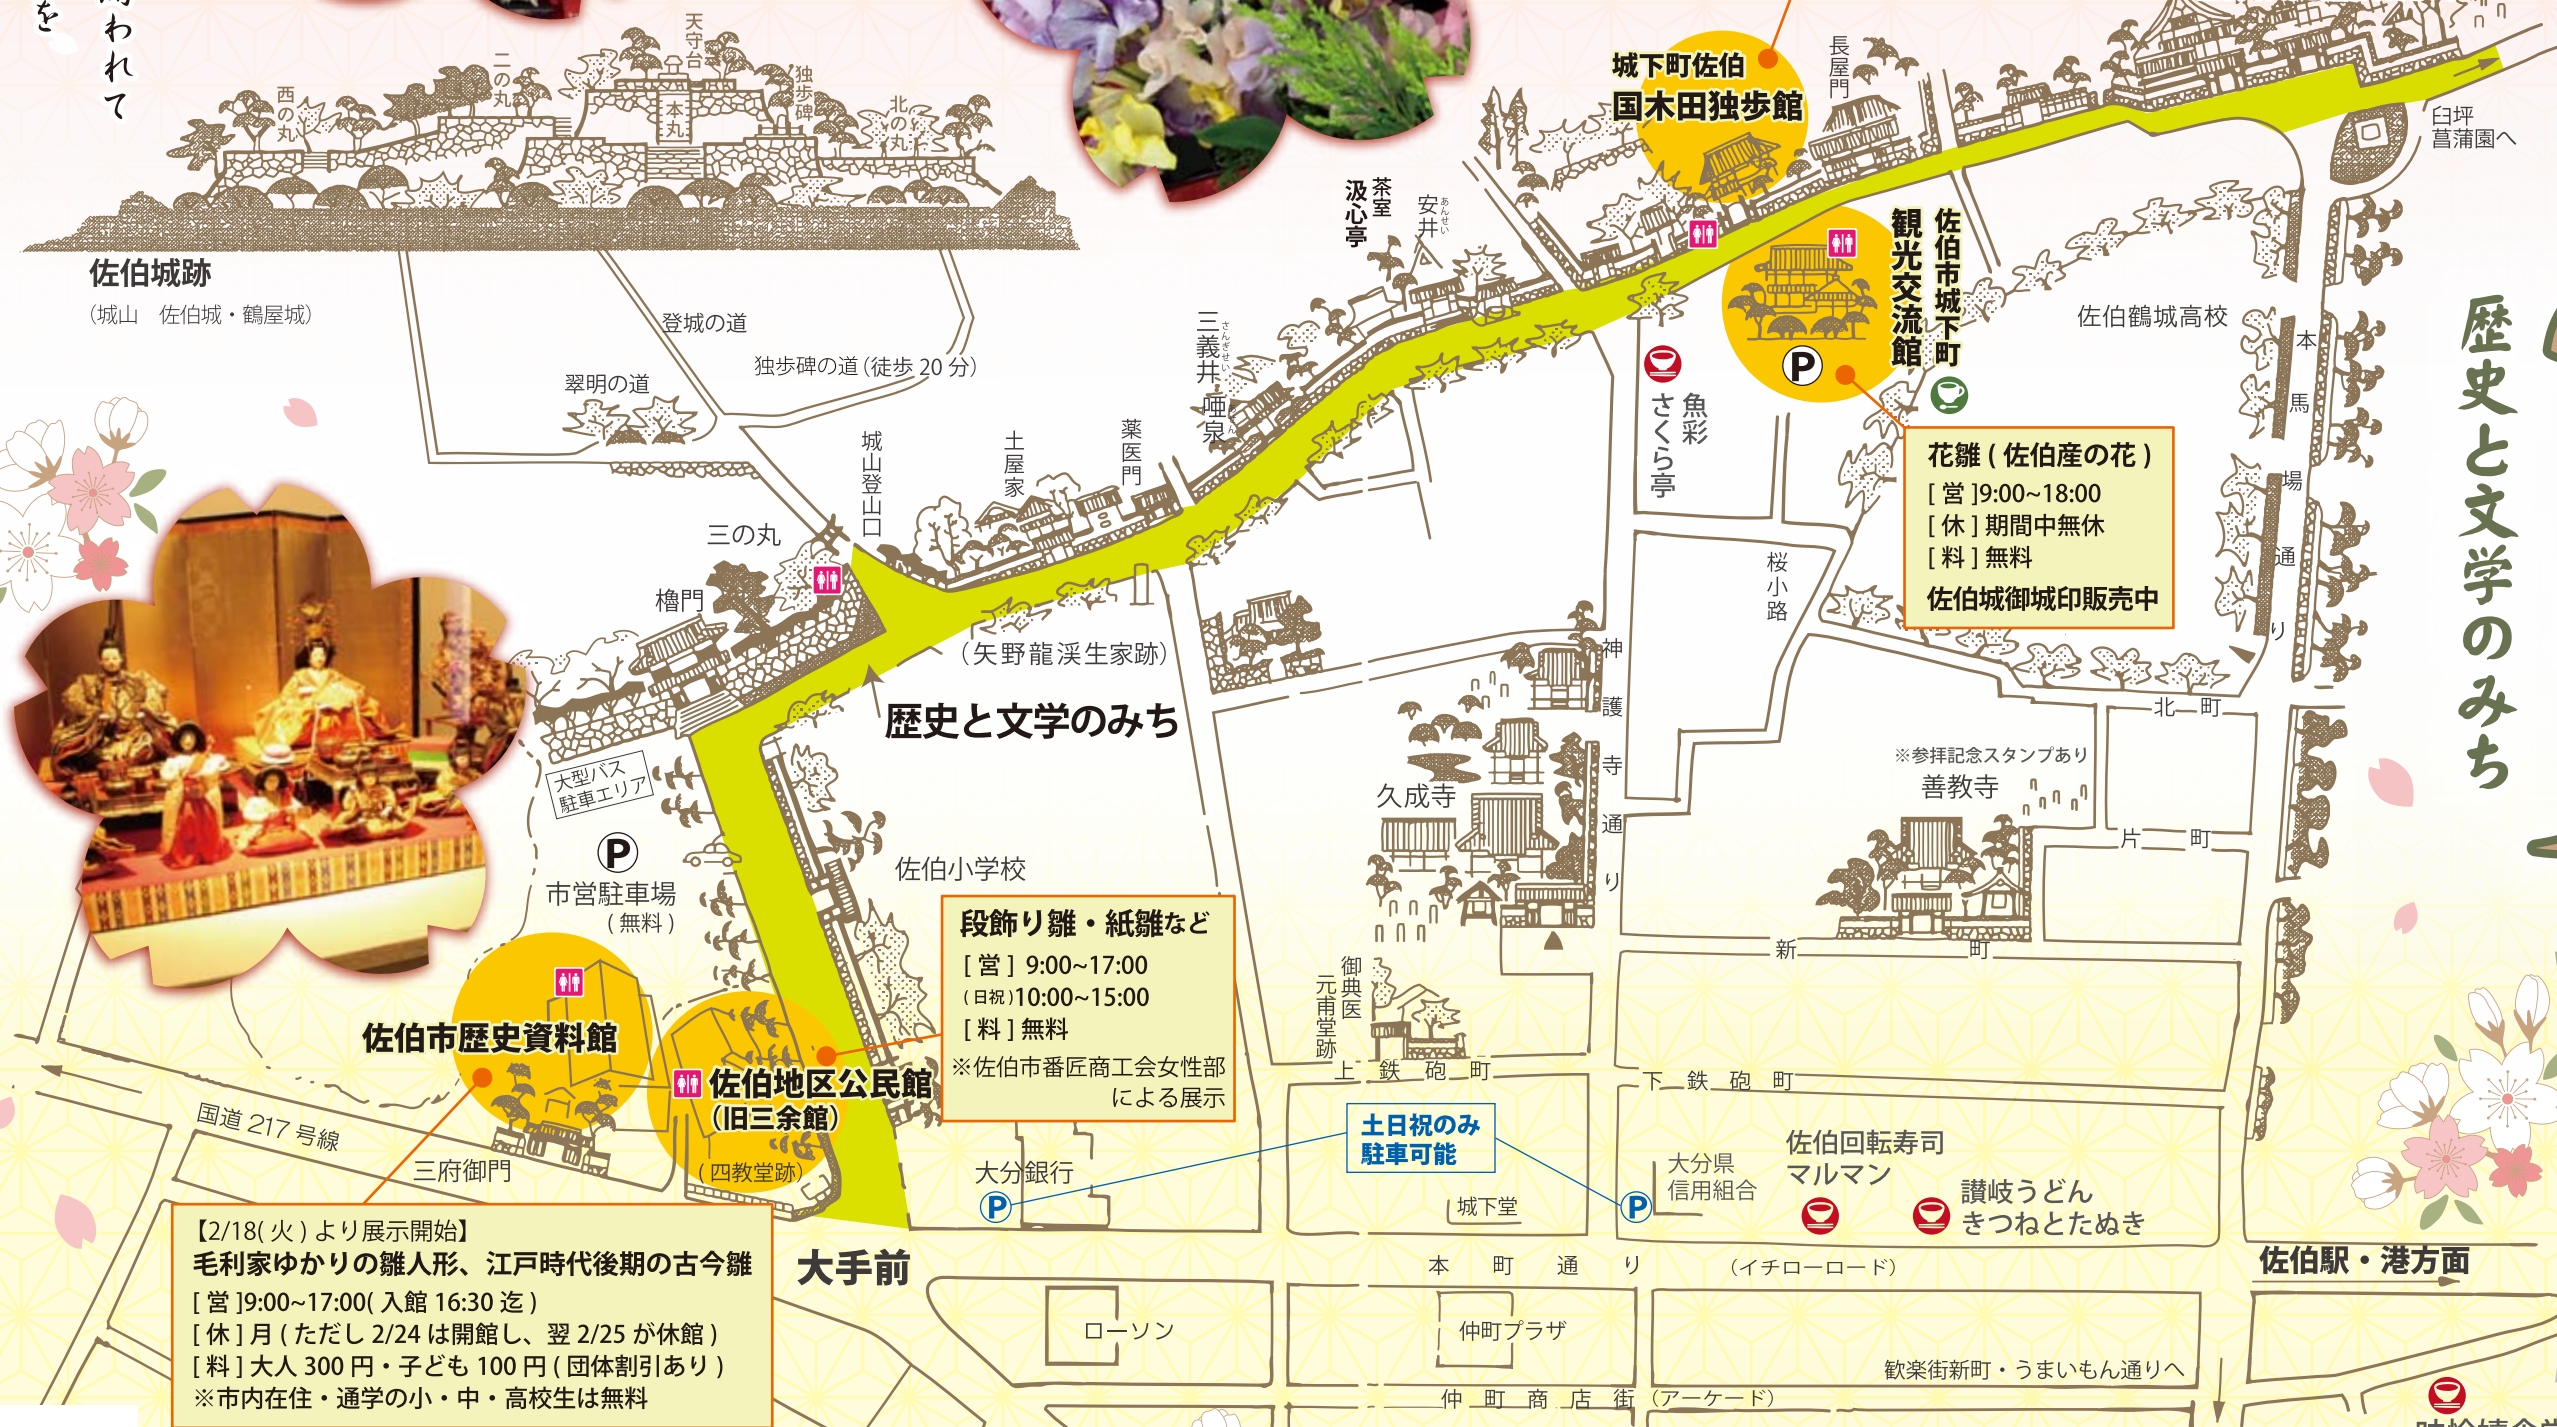 われて
を
天守台
二の丸
独歩碑
西の丸
本丸
北の丸
佐伯城跡
（城山　佐伯城・鶴屋城）
登城の道
独歩碑の道（徒歩 20 分）
翠明の道
城下町佐伯
国木田独歩館
長屋門
臼坪
菖蒲園へ
茶室
汲心亭
安井
あんせい
佐伯市城下町
観光交流館
P
佐伯鶴城高校
本馬場通り
歴史と文学のみち
三義井
さんぎせい
唖泉
魚彩
さくら亭
花雛 ( 佐伯産の花 )
[ 営 ]9:00~18:00
[ 休 ] 期間中無休
[ 料 ] 無料
佐伯城御城印販売中
薬医門
土屋家
城山登山口
三の丸
櫓門
（矢野龍渓生家跡）
歴史と文学のみち
桜小路
神護寺通り
北町
※参拝記念スタンプあり
善教寺
久成寺
片町
新町
大型バス
駐車エリア
P
市営駐車場
( 無料 )
佐伯小学校
段飾り雛・紙雛など
[ 営 ] 9:00~17:00
( 日祝 )10:00~15:00
[ 料 ] 無料
※佐伯市番匠商工会女性部
による展示
御典医
元甫堂跡
上鉄砲町
下鉄砲町
佐伯市歴史資料館
佐伯地区公民館
（旧三余館）
（四教堂跡）
国道 217 号線
三府御門
大分銀行
P
土日祝のみ
駐車可能
P
大分県
信用組合
佐伯回転寿司
マルマン
讃岐うどん
きつねとたぬき
城下堂
【2/18( 火 ) より展示開始】
毛利家ゆかりの雛人形、江戸時代後期の古今雛
[ 営 ]9:00~17:00( 入館 16:30 迄 )
[ 休 ] 月 ( ただし 2/24 は開館し、翌 2/25 が休館 )
[ 料 ] 大人 300 円・子ども 100 円 ( 団体割引あり )
※市内在住・通学の小・中・高校生は無料
大手前
本町通り
（イチローロード）
佐伯駅・港方面
ローソン
仲町プラザ
歓楽街新町・うまいもん通りへ
仲町商店街（アーケード）